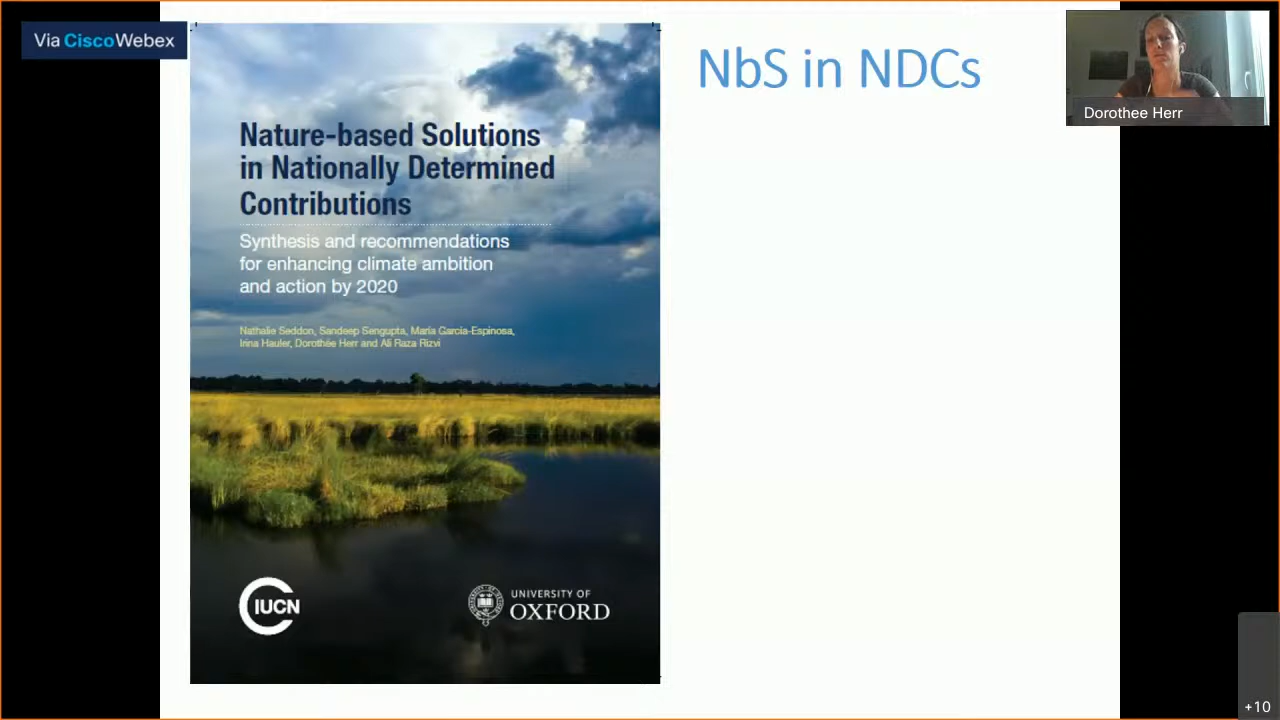 Via CiscoWebex
NbS in NDCs
Dorothee Herr
Nature-based Solutions
in Nationally Determined
Contributions
Synthesis and recommendations
for enhancing climate ambition
and action by 2020
Nathalie Seddon, Sandeep Sengupta, María García-Espinosa,
Irina Hauler, Dorothée Herr and Ali Raza Rizvi
IUCN
UNIVERSITY OF
OXFORD
+10